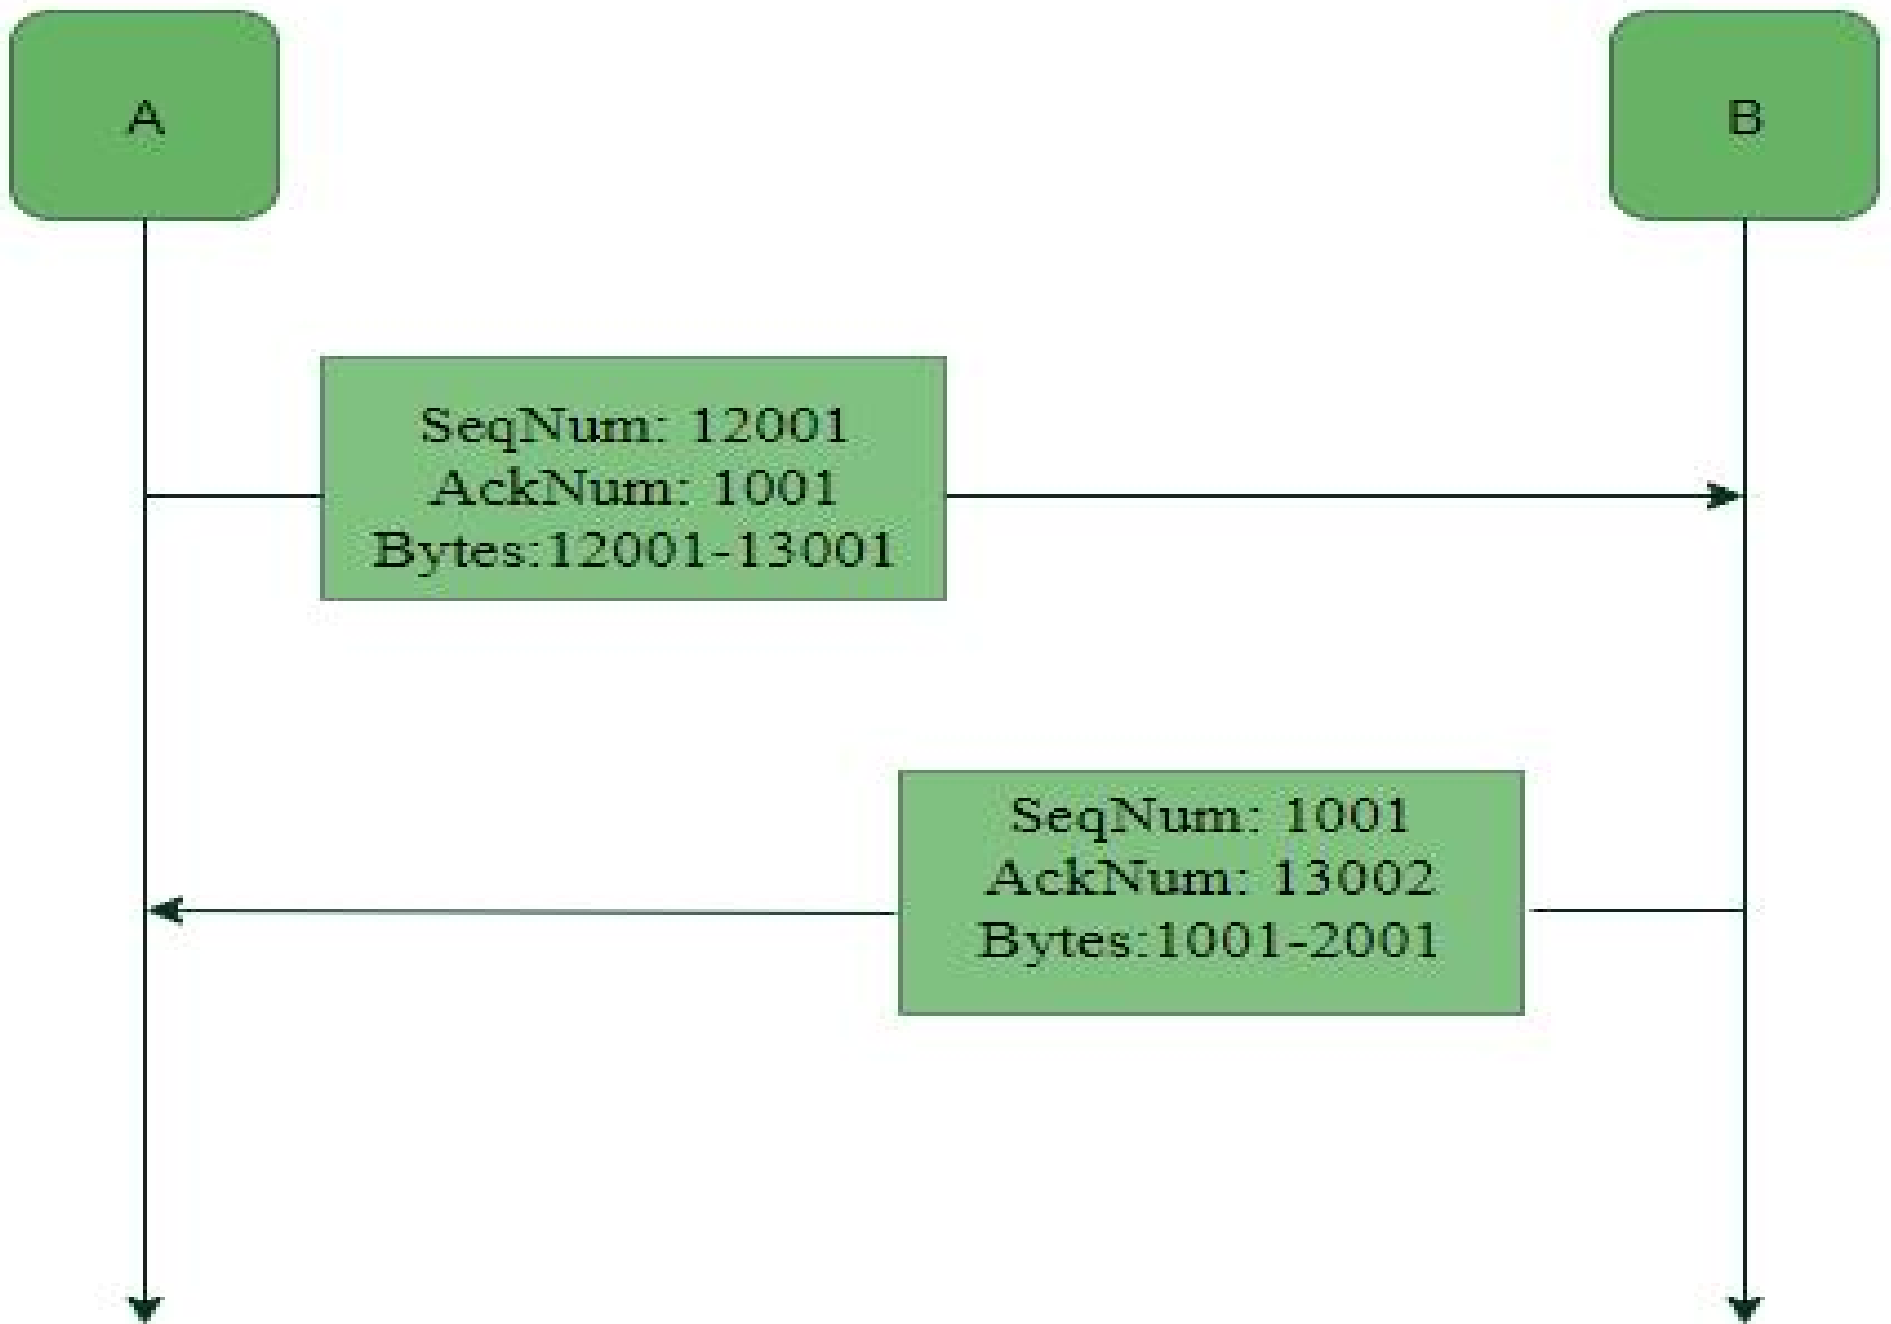 A
B
SeqNum: 12001
AckNum: 1001
Bytes:12001-13001
SeqNum: 1001
AckNum: 13002
Bytes:1001-2001